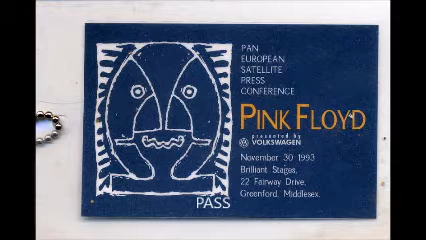 PAN
EUROPEAN
SATELLITE
PRESS
CONFERENCE
PINK FLOYD
presented by
VOLKSWAGEN
November 30 1993
Brilliant Stages,
22 Fairway Drive,
Greenford, Middlesex.
PASS